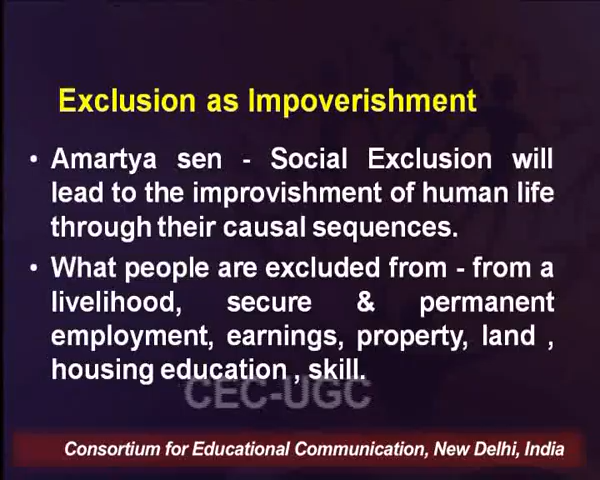 Exclusion as Impoverishment
• Amartya sen - Social Exclusion will
lead to the improvishment of human life
through their causal sequences.
• What people are excluded from - from a
livelihood, secure & permanent
employment, earnings, property, land ,
housing education , skill.
CEC-UGC
Consortium for Educational Communication, New Delhi, India